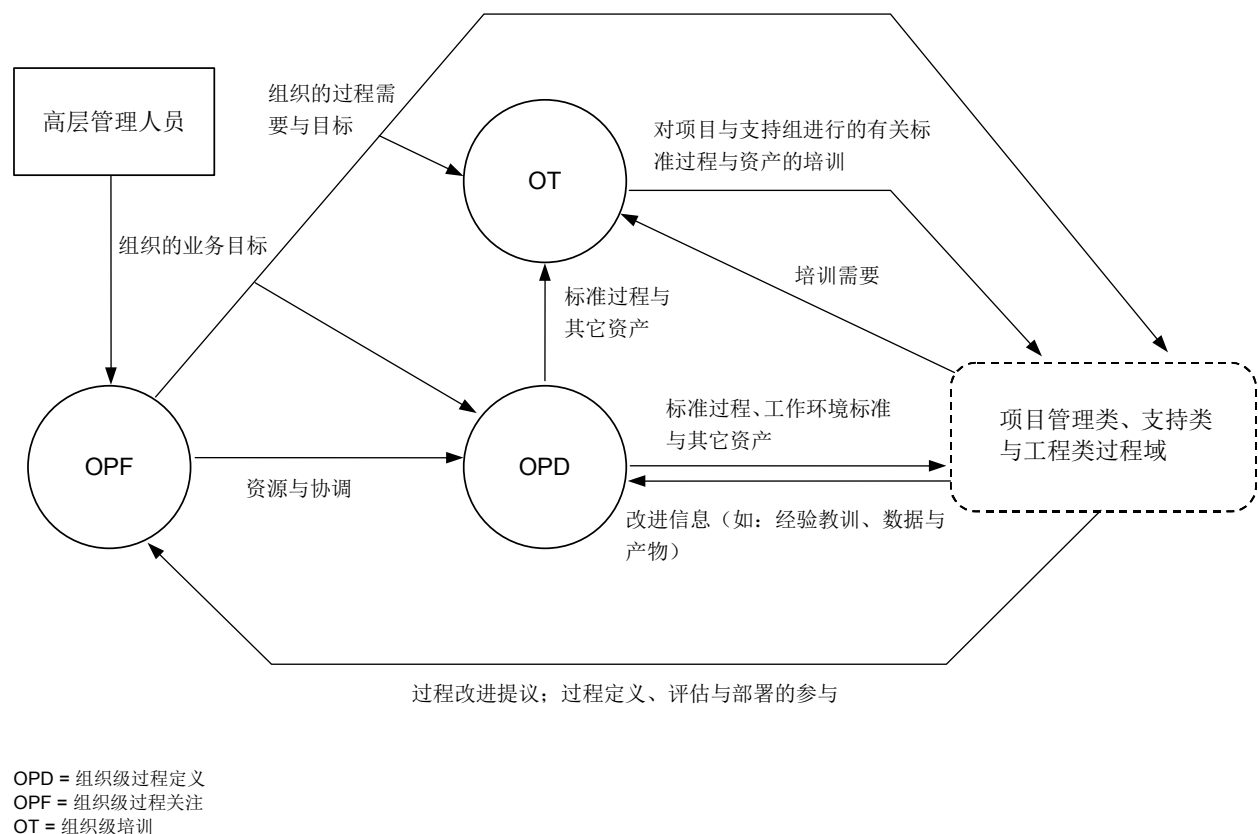 组织的过程需
要与目标
高层管理人员
对项目与支持组进行的有关标
准过程与资产的培训
OT
组织的业务目标
培训需要
标准过程与
其它资产
标准过程、工作环境标准
与其它资产
项目管理类、支持类
与工程类过程域
OPF
OPD
资源与协调
改进信息（如：经验教训、数据与
产物）
过程改进提议；过程定义、评估与部署的参与
OPD = 组织级过程定义
OPF = 组织级过程关注
OT = 组织级培训